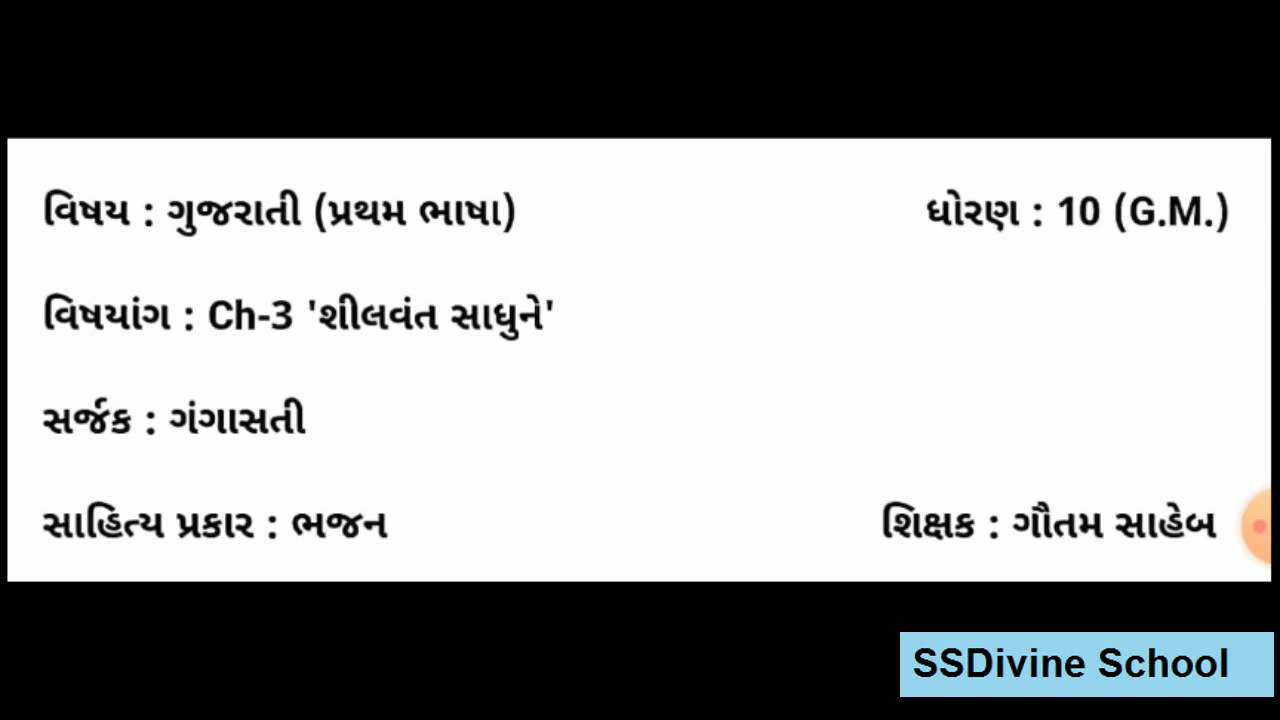 વિષય : ગુજરાતી (પ્રથમ ભાષા) ધોરણ : 10 (G.M.)
વિષયાંગ : Ch-3 'શીલવંત સાધુને'
સર્જક : ગંગાસતી
સાહિત્ય પ્રકાર : ભજન શિક્ષક : ગૌતમ સાહેબ
SSDivine School